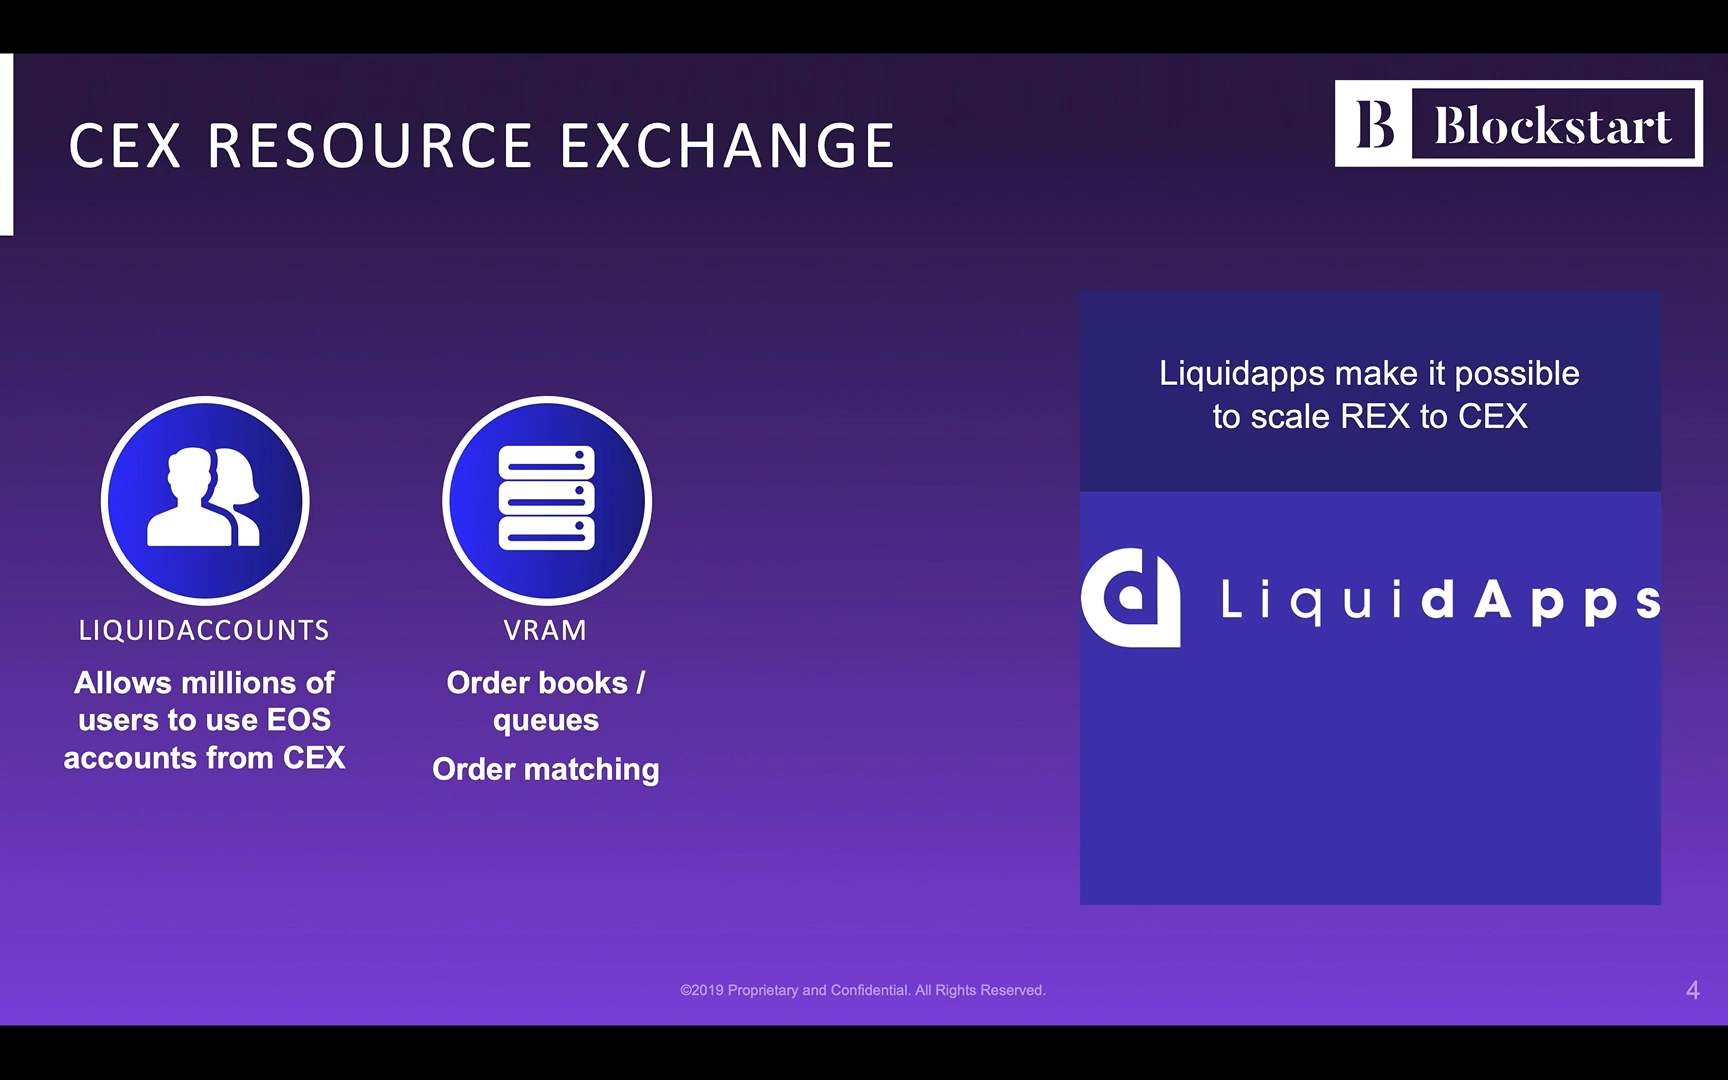 CEX RESOURCE EXCHANGE
B Blockstart
Liquidapps make it possible
to scale REX to CEX
LiquidApps
LIQUIDACCOUNTS
Allows millions of
users to use EOS
accounts from CEX
VRAM
Order books /
queues
Order matching
©2019 Proprietary and Confidential. All Rights Reserved.
4